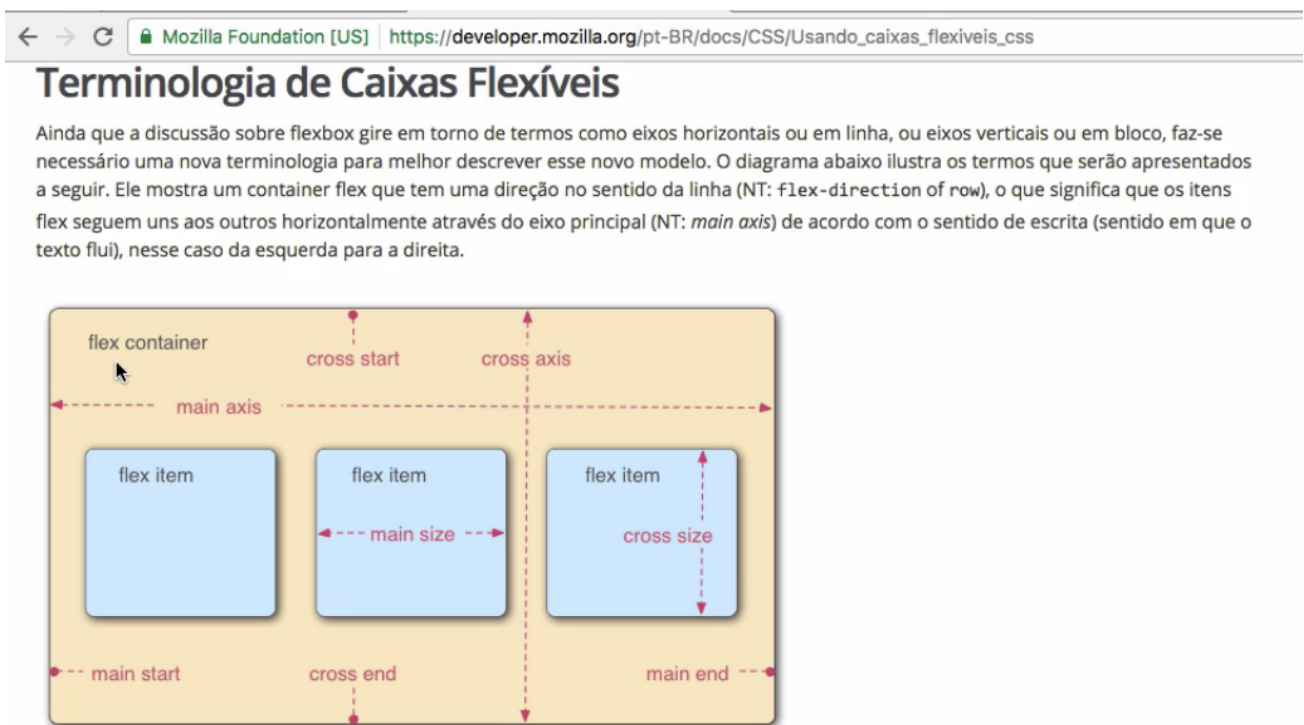 Mozilla Foundation [US] https://developer.mozilla.org/pt-BR/docs/CSS/Usando_caixas_flexiveis_css
Terminologia de Caixas Flexíveis
Ainda que a discussão sobre flexbox gire em torno de termos como eixos horizontais ou em linha, ou eixos verticais ou em bloco, faz-se
necessário uma nova terminologia para melhor descrever esse novo modelo. O diagrama abaixo ilustra os termos que serão apresentados
a seguir. Ele mostra um container flex que tem uma direção no sentido da linha (NT: flex-direction of row), o que significa que os itens
flex seguem uns aos outros horizontalmente através do eixo principal (NT: main axis) de acordo com o sentido de escrita (sentido em que o
texto flui), nesse caso da esquerda para a direita.
flex container
cross start
cross axis
main axis
flex item
flex item
flex item
main size
cross size
main start
cross end
main end